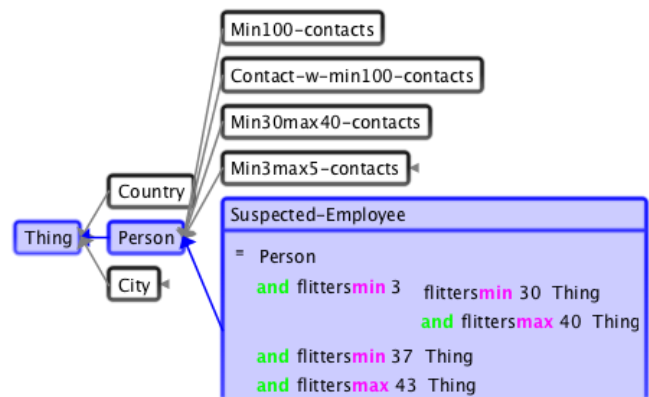 Min100-contacts
Contact-w-min100-contacts
Min30max40-contacts
Min3max5-contacts
Country
Thing
Person
City
Suspected-Employee
= Person
and flittersmin 3 flittersmin 30 Thing
and flittersmax 40 Thing
and flittersmin 37 Thing
and flittersmax 43 Thing